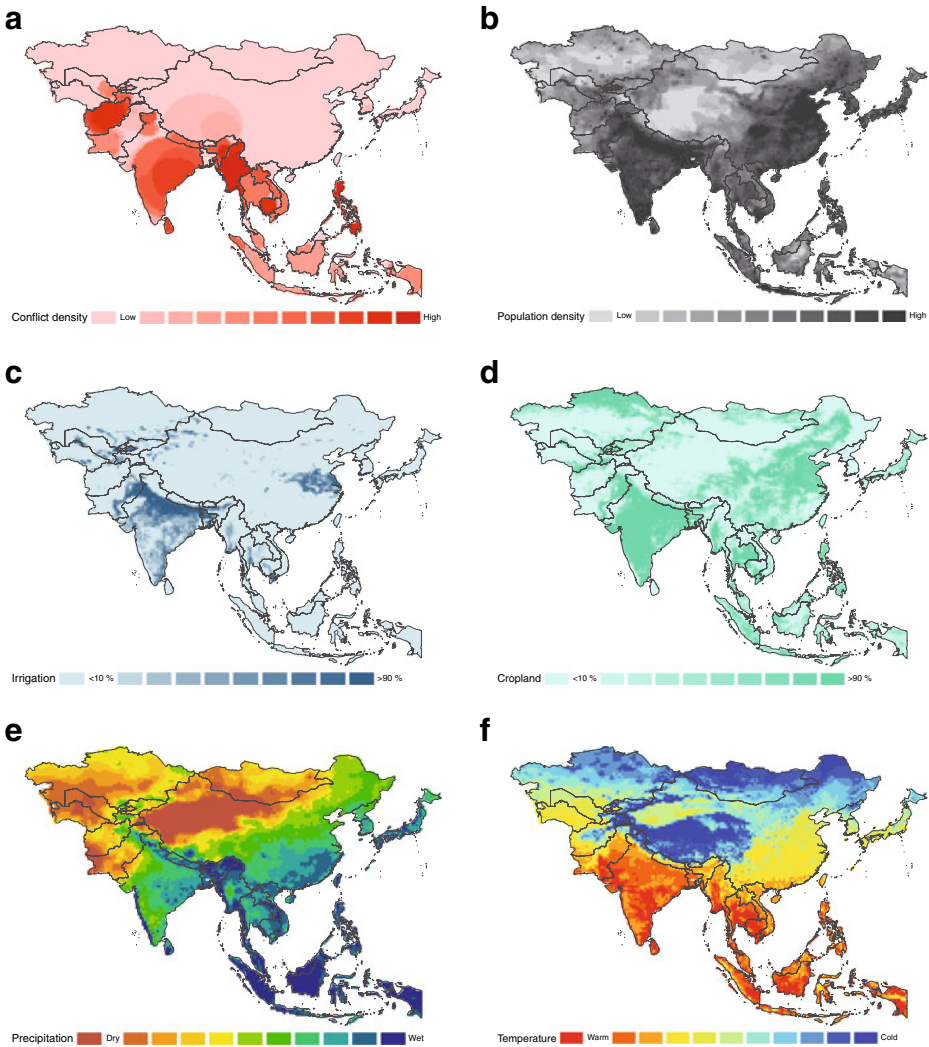 a
b
Conflict density Low High
Population density Low High
c
d
Irrigation <10 % >90 %
Cropland <10 % >90 %
e
f
Precipitation Dry Wet
Temperature Warm Cold